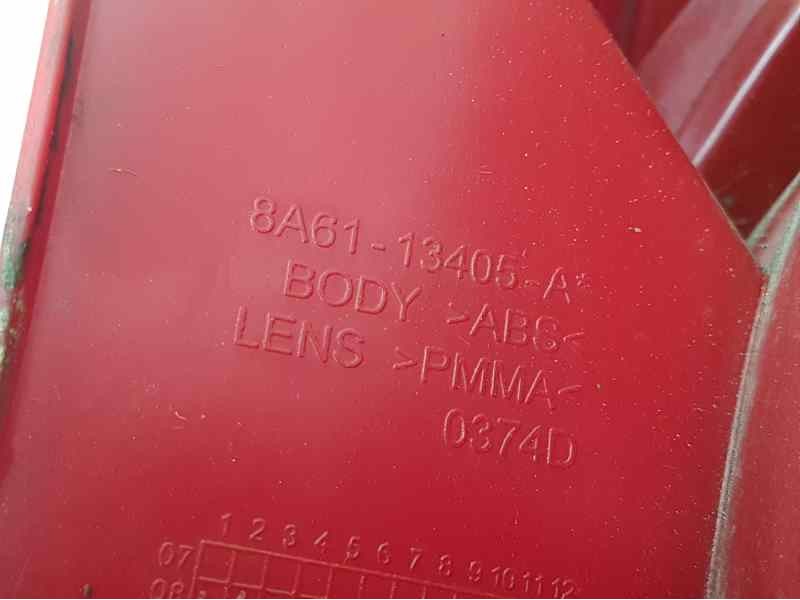 8A61-13405-A*
BODY >ABS<
LENS >PMMA<
0374D
1 2 3 4 5 6 7 8 9 10 11 12
07
08